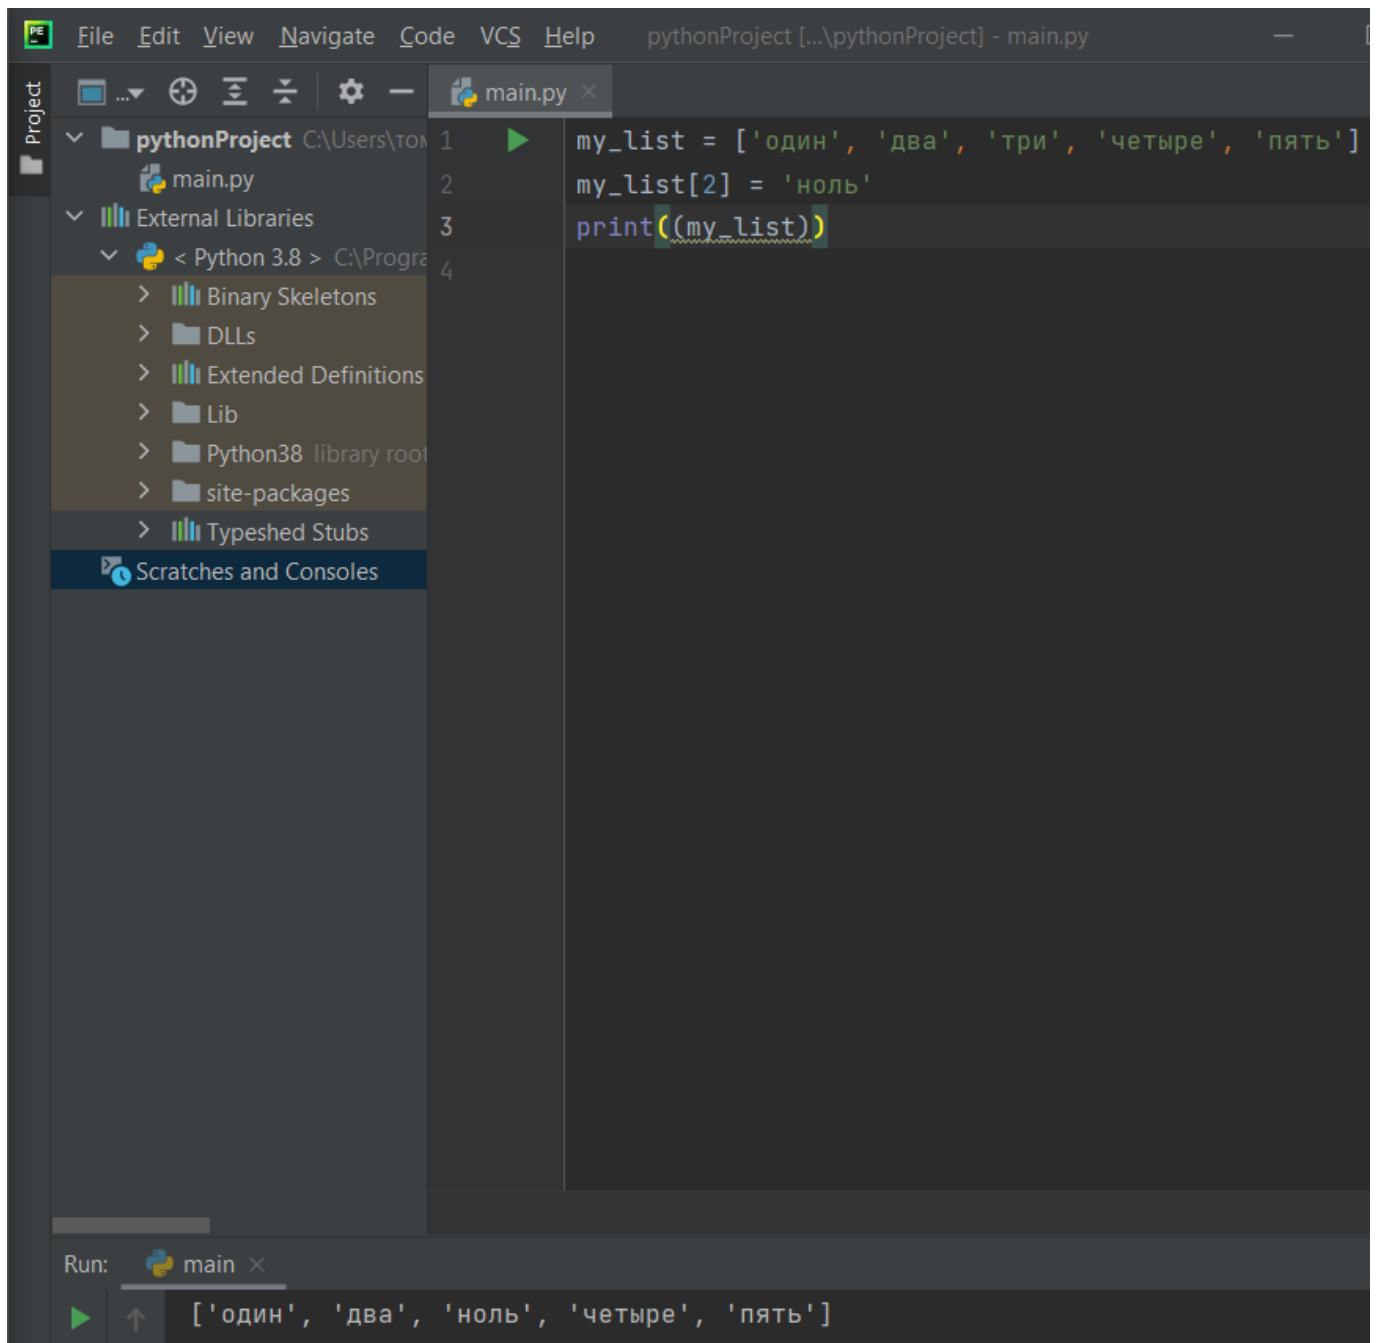 PE File Edit View Navigate Code VCS Help pythonProject [...\pythonProject] - main.py
Project
... main.py
pythonProject C:\Users\том
main.py
External Libraries
< Python 3.8 > C:\Progra
Binary Skeletons
DLLs
Extended Definitions
Lib
Python38 library root
site-packages
Typeshed Stubs
Scratches and Consoles
1 my_list = ['один', 'два', 'три', 'четыре', 'пять']
2 my_list[2] = 'ноль'
3 print((my_list))
4
Run: main
['один', 'два', 'ноль', 'четыре', 'пять']